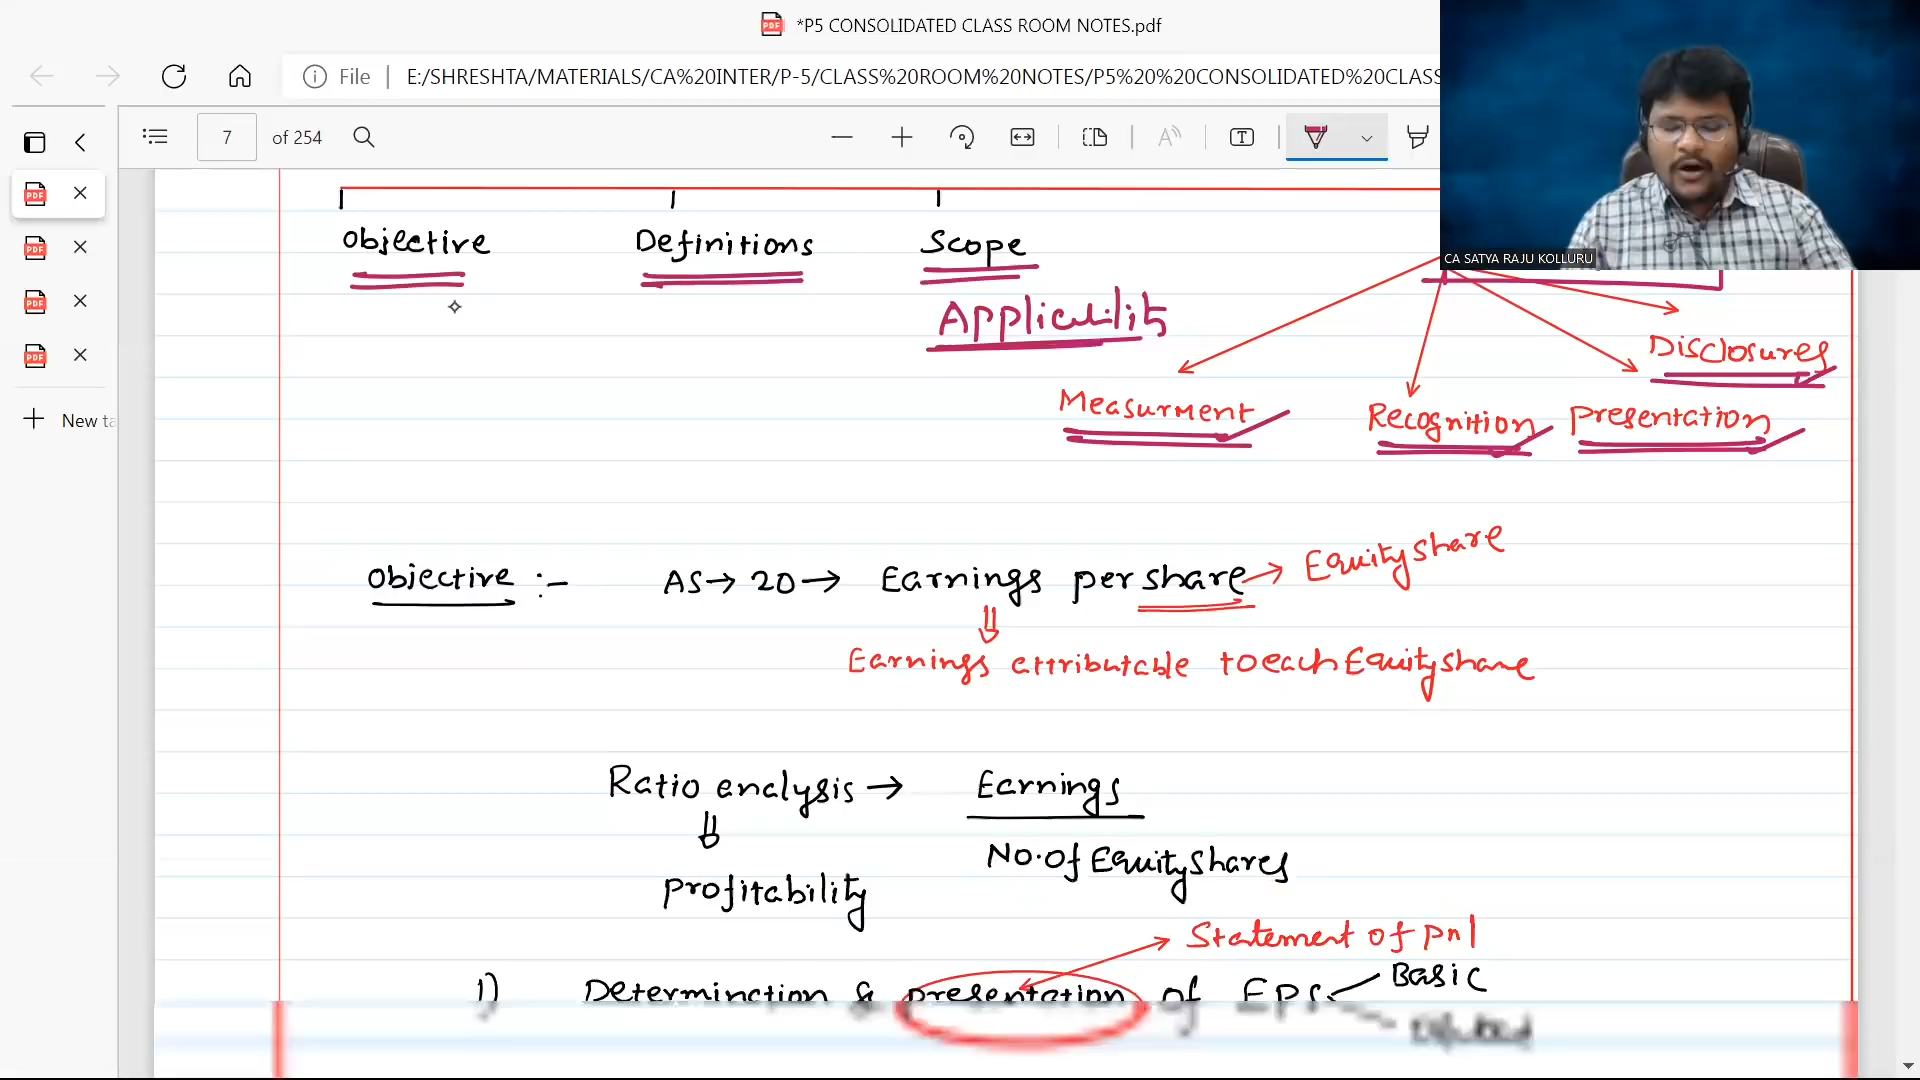 *P5 CONSOLIDATED CLASS ROOM NOTES.pdf
File E:/SHRESHTA/MATERIALS/CA%20INTER/P-5/CLASS%20ROOM%20NOTES/P5%20%20CONSOLIDATED%20CLASS
7 of 254
New ta
CA SATYA RAJU KOLLURU
Objective Definitions Scope
Applicability
Disclosures
Measurment Recognition Presentation
Objective :- AS → 20 → Earnings per share → Equity share
Earnings attributable to each Equity share
Ratio analysis → Earnings
No. of Equity shares
Profitability
Statement of pnl
1) Determination & presentation of EPS Basic
Diluted